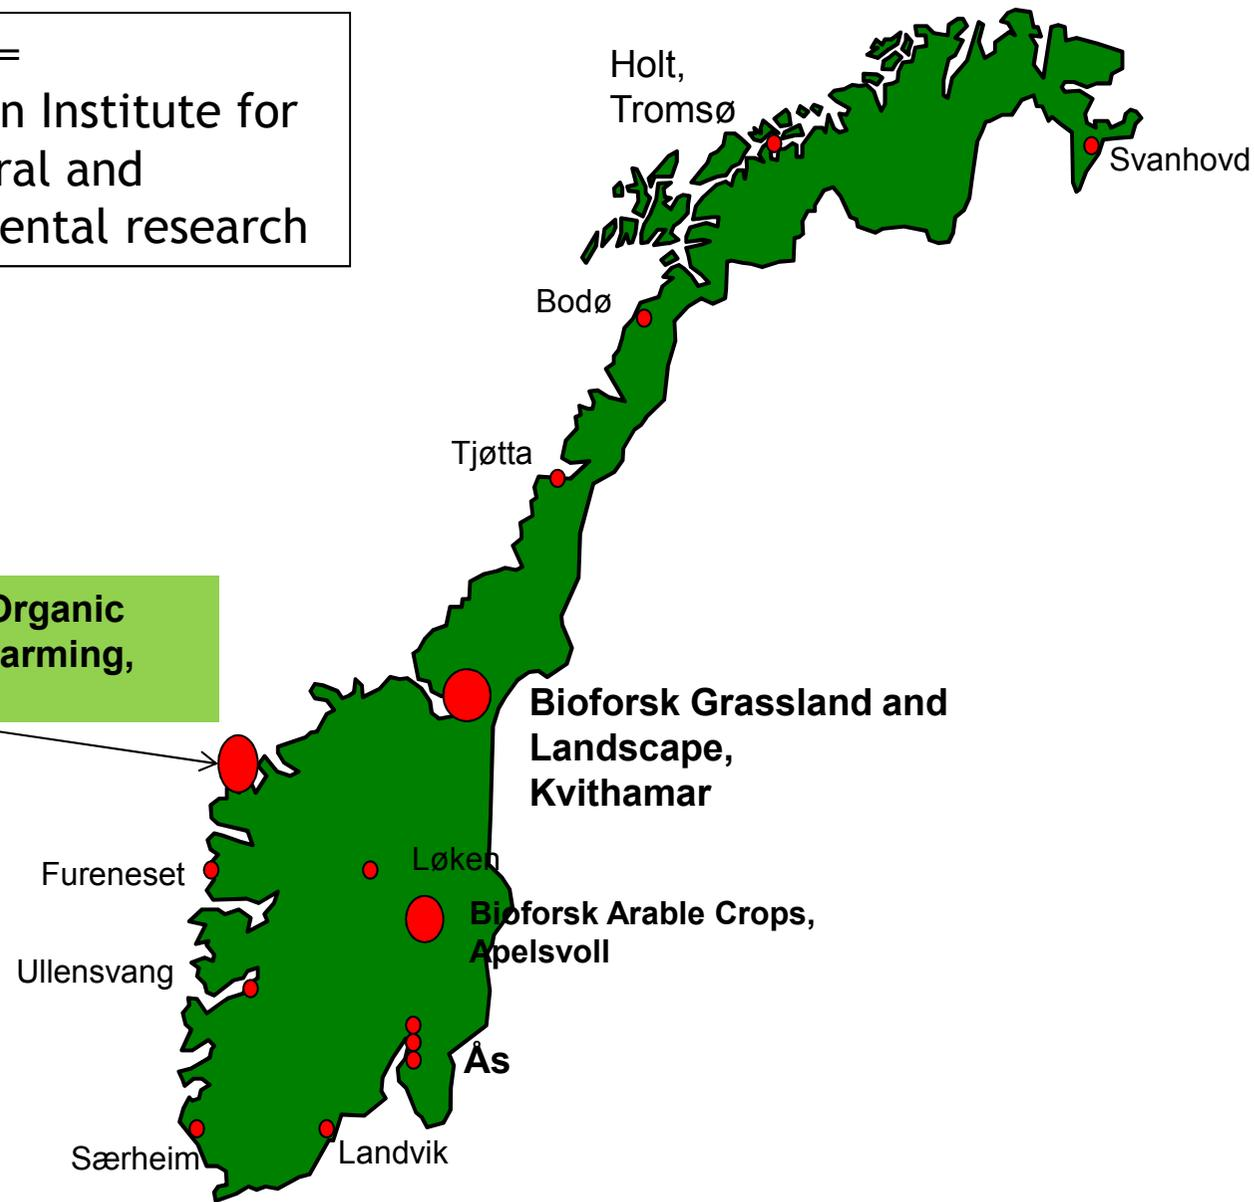 =
n Institute for
ral and
ental research
Holt,
Tromsø
Svanhovd
Bodø
Tjøtta
Organic
arming,
Bioforsk Grassland and
Landscape,
Kvithamar
Fureneset
Løken
Bioforsk Arable Crops,
Apelsvoll
Ullensvang
Ås
Særheim
Landvik